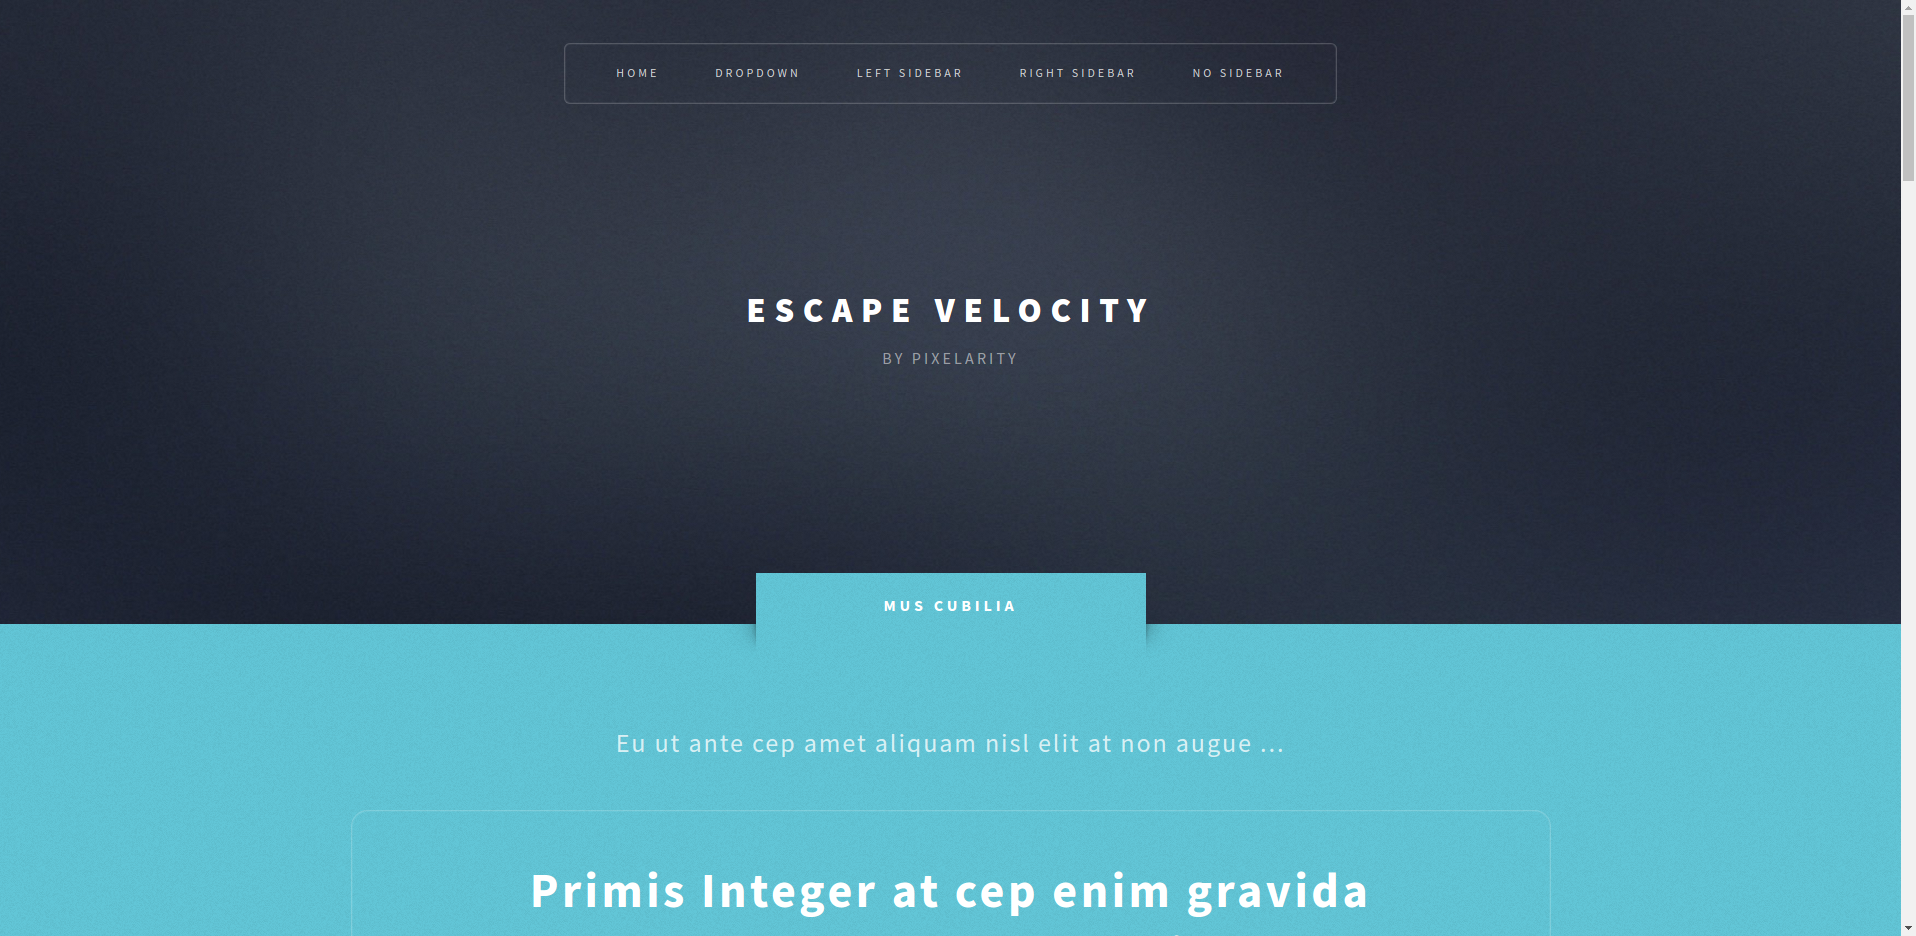 HOME DROPDOWN LEFT SIDEBAR RIGHT SIDEBAR NO SIDEBAR
ESCAPE VELOCITY
BY PIXELARITY
MUS CUBILIA
Eu ut ante cep amet aliquam nisl elit at non augue ...
Primis Integer at cep enim gravida